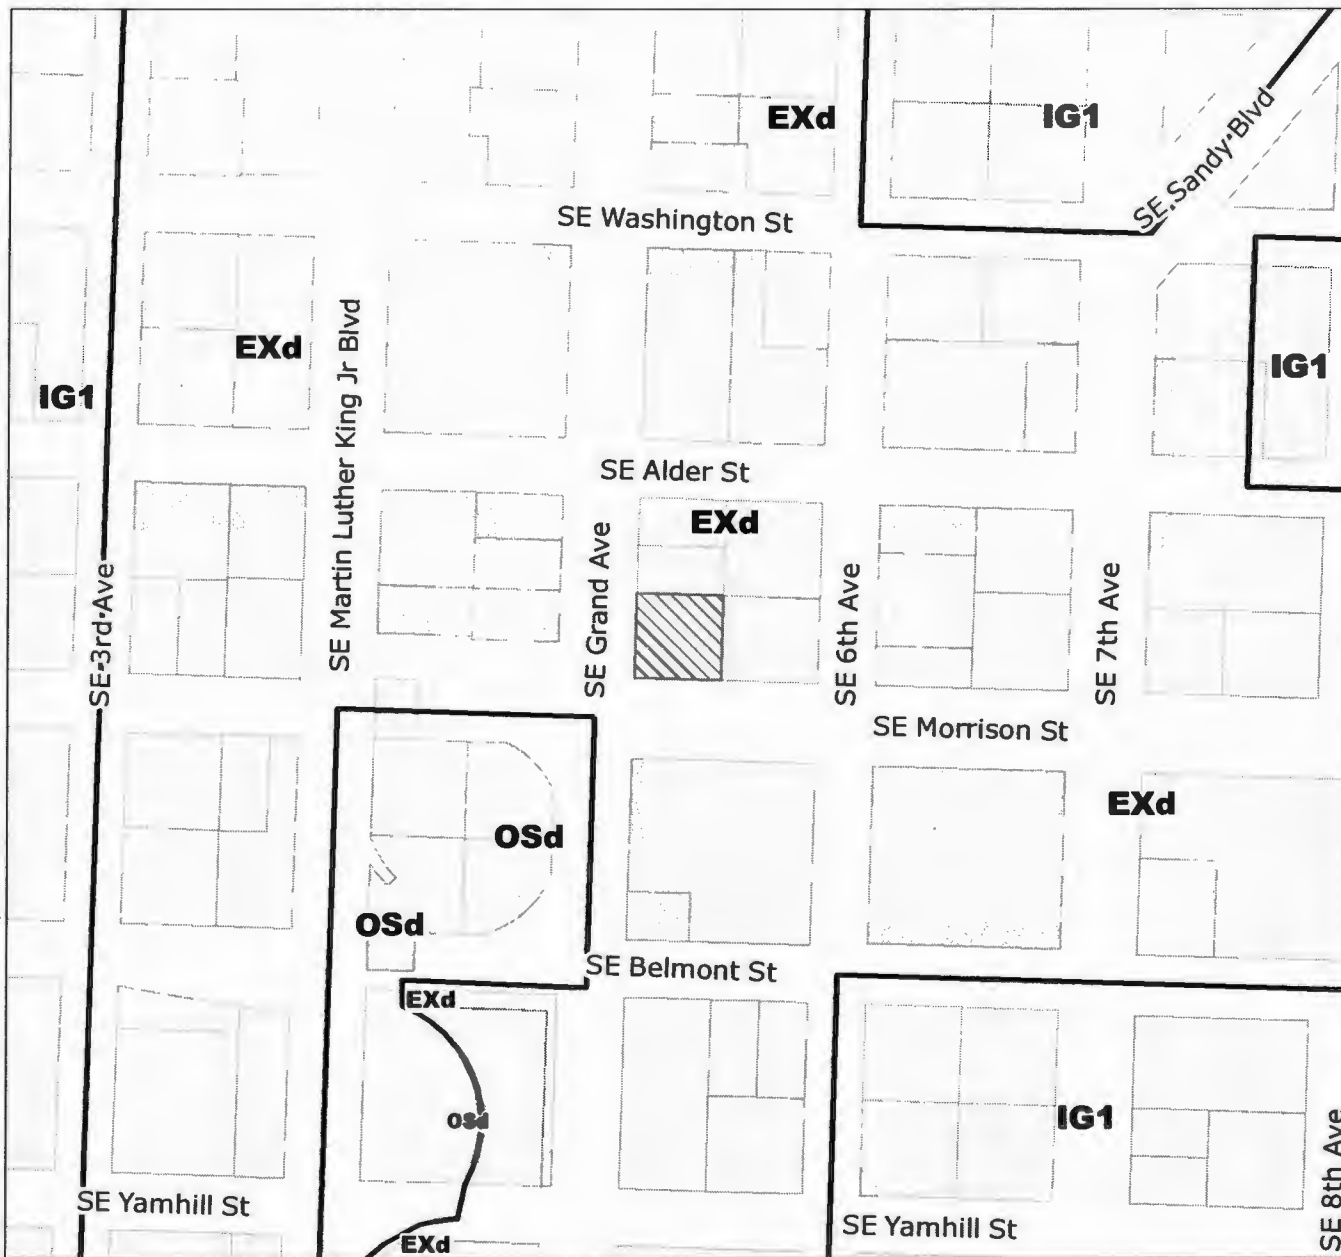 EXd
IG1
SE Sandy Blvd
SE Washington St
EXd
IG1
IG1
SE Martin Luther King Jr Blvd
SE Alder St
EXd
SE 3rd Ave
SE Grand Ave
SE 6th Ave
SE 7th Ave
SE Morrison St
EXd
OSd
OSd
SE Belmont St
EXd
OSd
IG1
SE 8th Ave
SE Yamhill St
SE Yamhill St
EXd